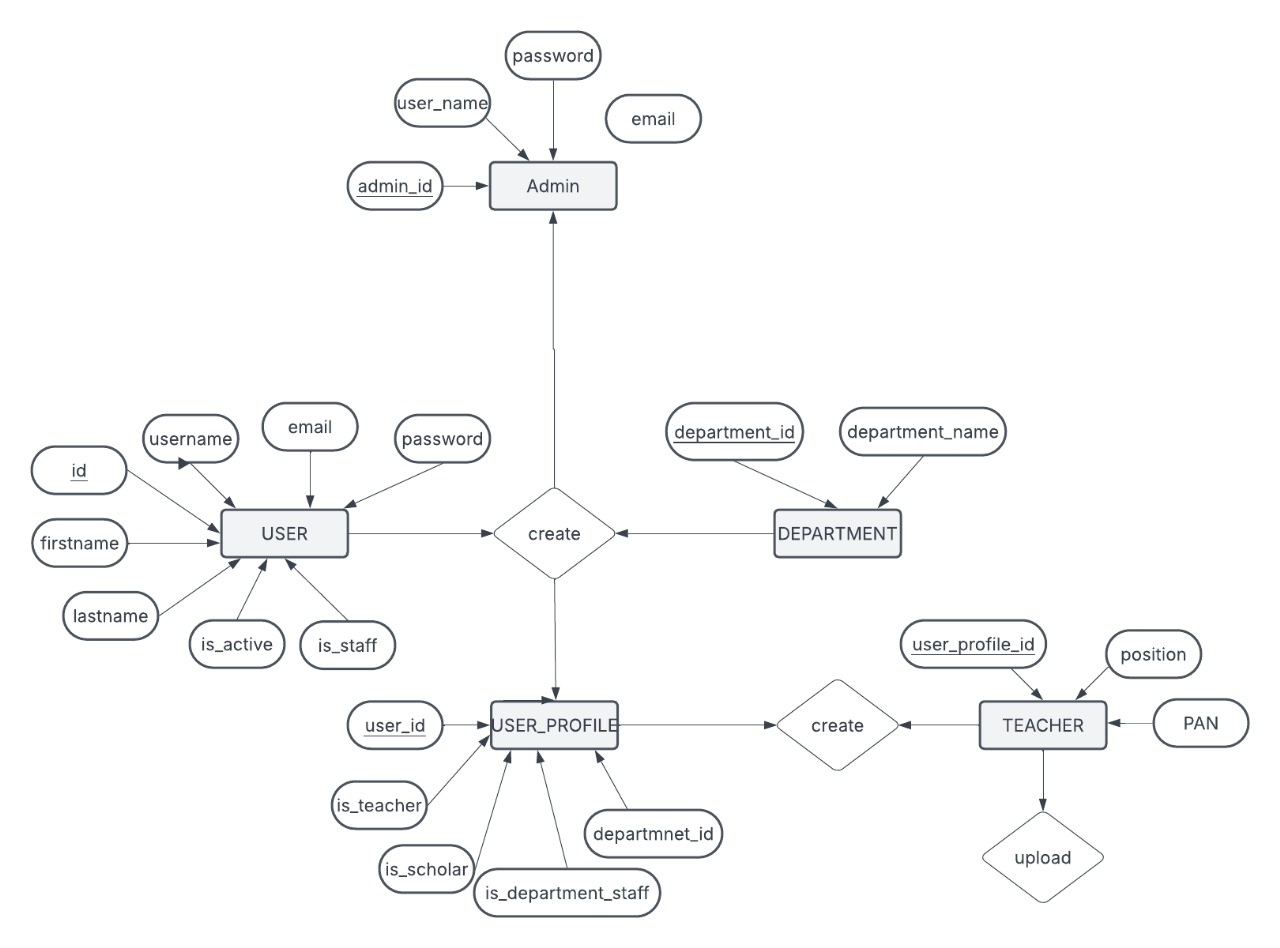 password
user_name
email
admin_id
Admin
username
email
password
department_id
department_name
id
USER
create
DEPARTMENT
firstname
lastname
is_active
is_staff
user_profile_id
position
user_id
USER_PROFILE
create
TEACHER
PAN
is_teacher
departmnet_id
is_scholar
is_department_staff
upload